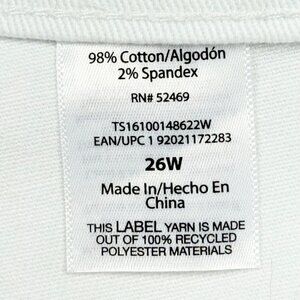 98% Cotton/Algodón
2% Spandex
RN# 52469
TS16100148622W
EAN/UPC 1 92021172283
26W
Made In/Hecho En
China
THIS LABEL YARN IS MADE
OUT OF 100% RECYCLED
POLYESTER MATERIALS